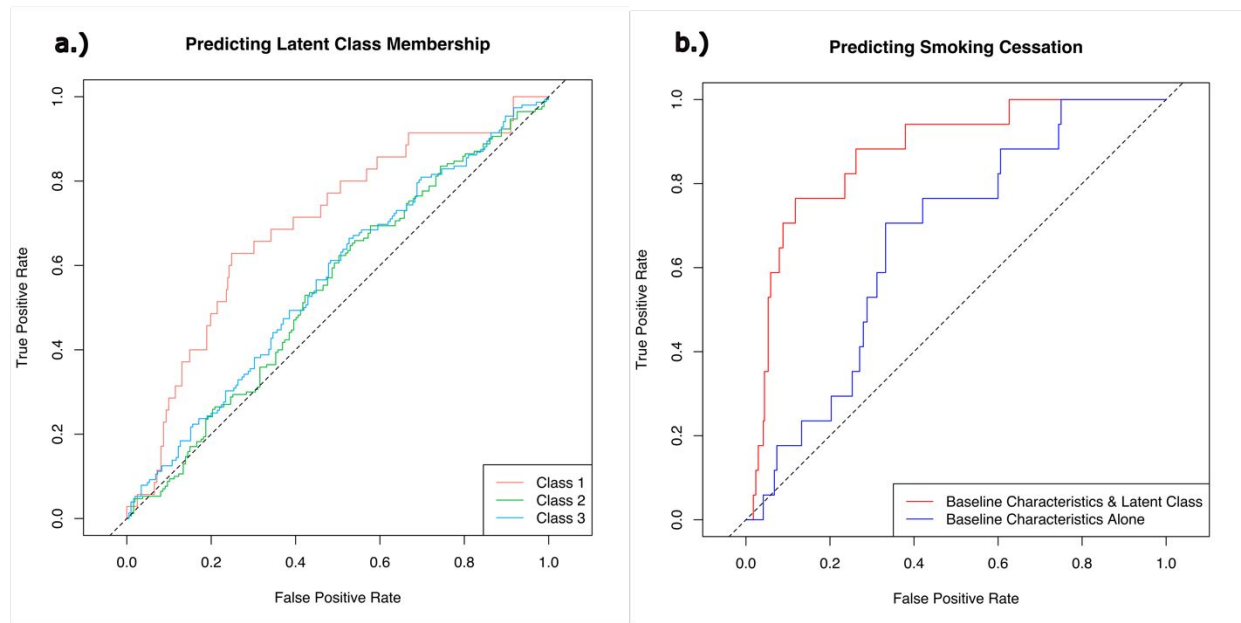 a.)
Predicting Latent Class Membership
True Positive Rate
1.0
0.8
0.6
0.4
0.2
0.0
Class 1
Class 2
Class 3
0.0 0.2 0.4 0.6 0.8 1.0
False Positive Rate
b.)
Predicting Smoking Cessation
True Positive Rate
1.0
0.8
0.6
0.4
0.2
0.0
Baseline Characteristics & Latent Class
Baseline Characteristics Alone
0.0 0.2 0.4 0.6 0.8 1.0
False Positive Rate